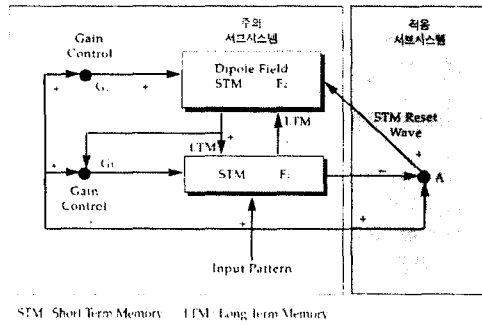 주의
서브시스템
적응
서브시스템
Gain
Control
G₂
Dipole Field
STM F₂
LTM
LTM
STM Reset
Wave
G₁
STM F₁
A
Gain
Control
Input Pattern
STM Short Term Memory LTM Long Term Memory